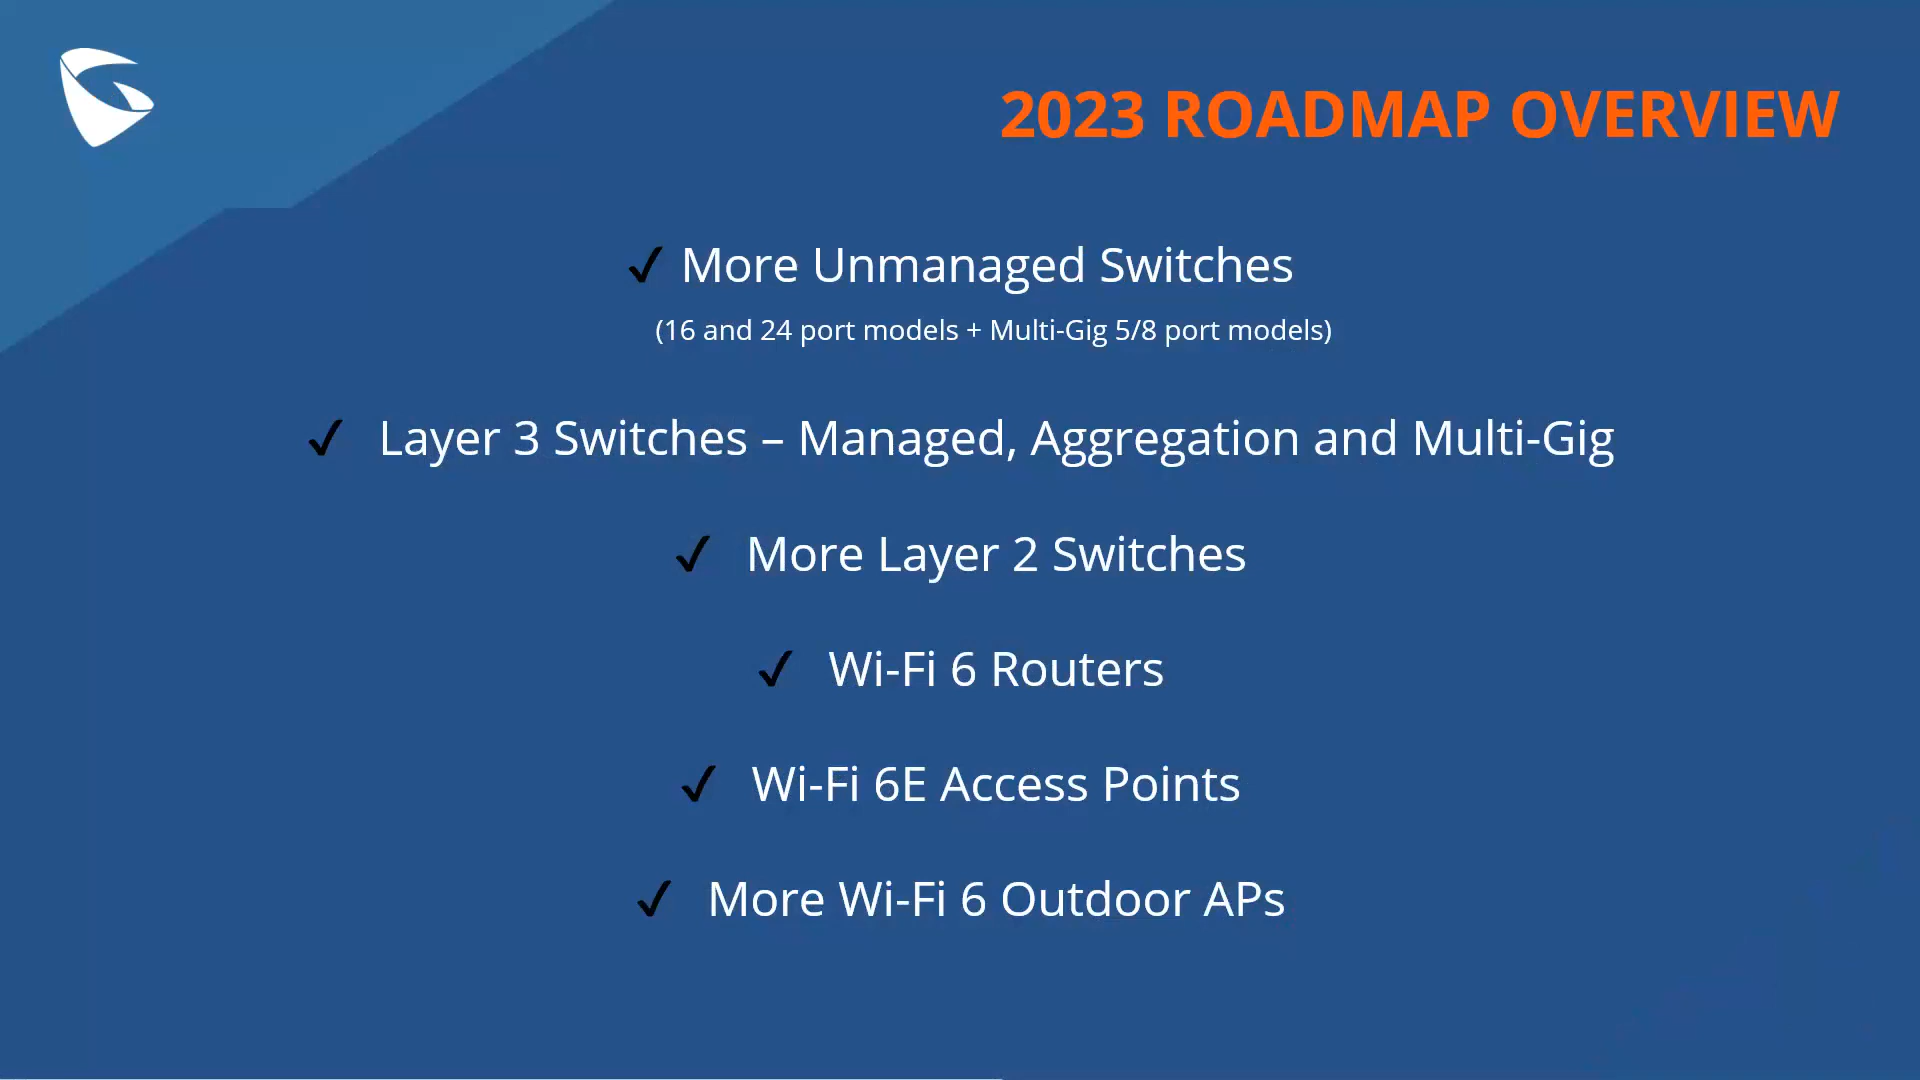 2023 ROADMAP OVERVIEW
✓ More Unmanaged Switches
(16 and 24 port models + Multi-Gig 5/8 port models)
✓ Layer 3 Switches – Managed, Aggregation and Multi-Gig
✓ More Layer 2 Switches
✓ Wi-Fi 6 Routers
✓ Wi-Fi 6E Access Points
✓ More Wi-Fi 6 Outdoor APs